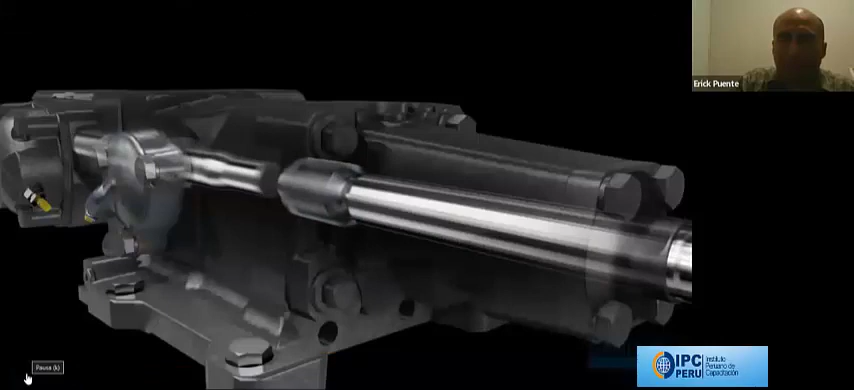 Erick Puente
Pausa (k)
IPC
PERU
Instituto
Peruano de
Capacitación